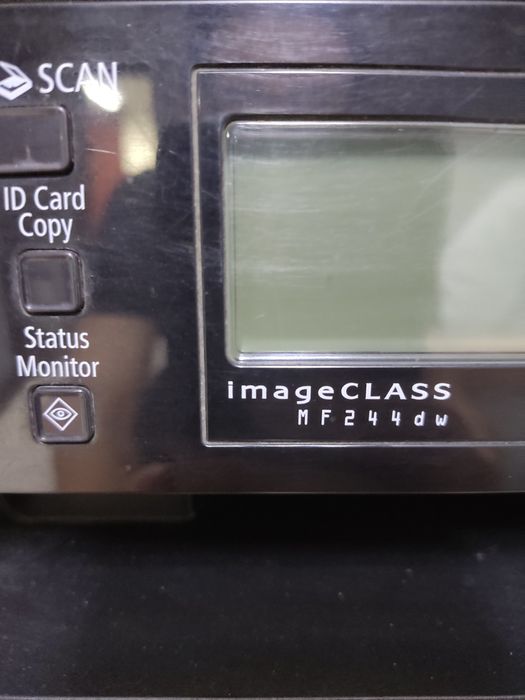 SCAN
ID Card
Copy
Status
Monitor
imageCLASS
MF244dw